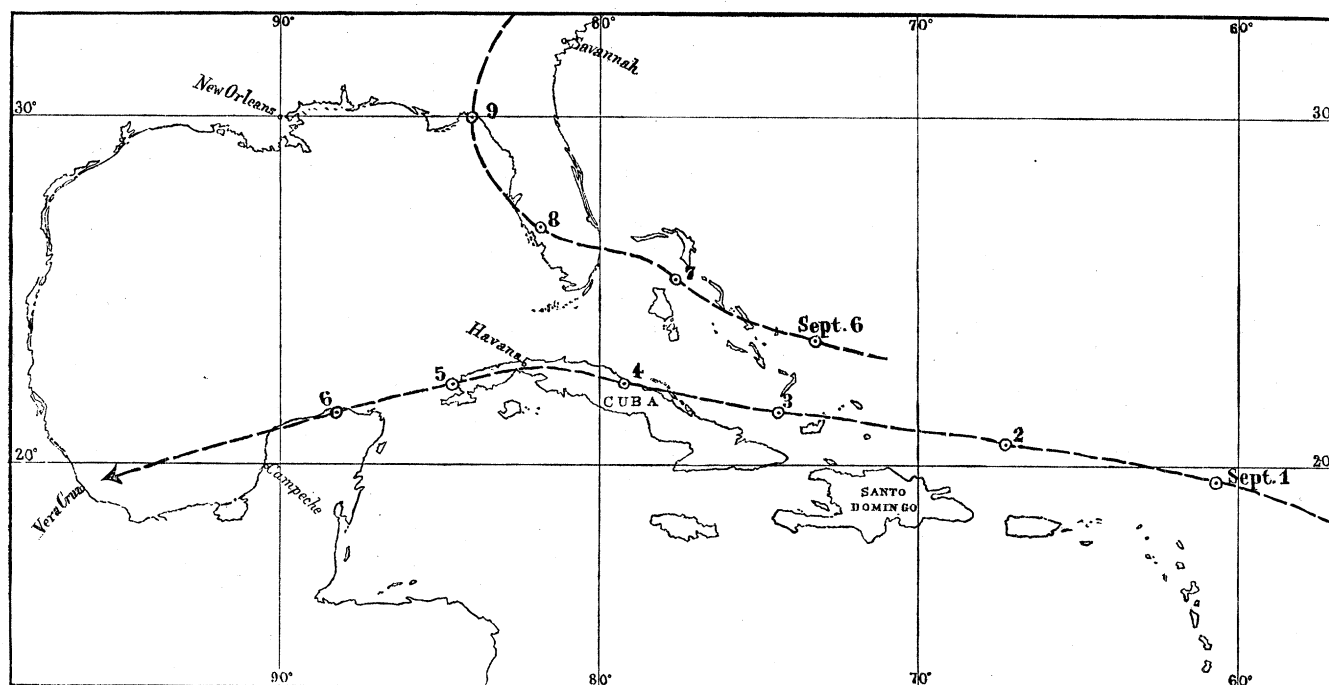 90°
80°
70°
60°
Savannah
New Orleans
30°
9
30
8
7
Sept. 6
Havana
5
4
6
CUBA
3
2
20°
20°
Sept. 1
Campeche
Vera Cruz
SANTO
DOMINGO
90°
80°
70°
60°